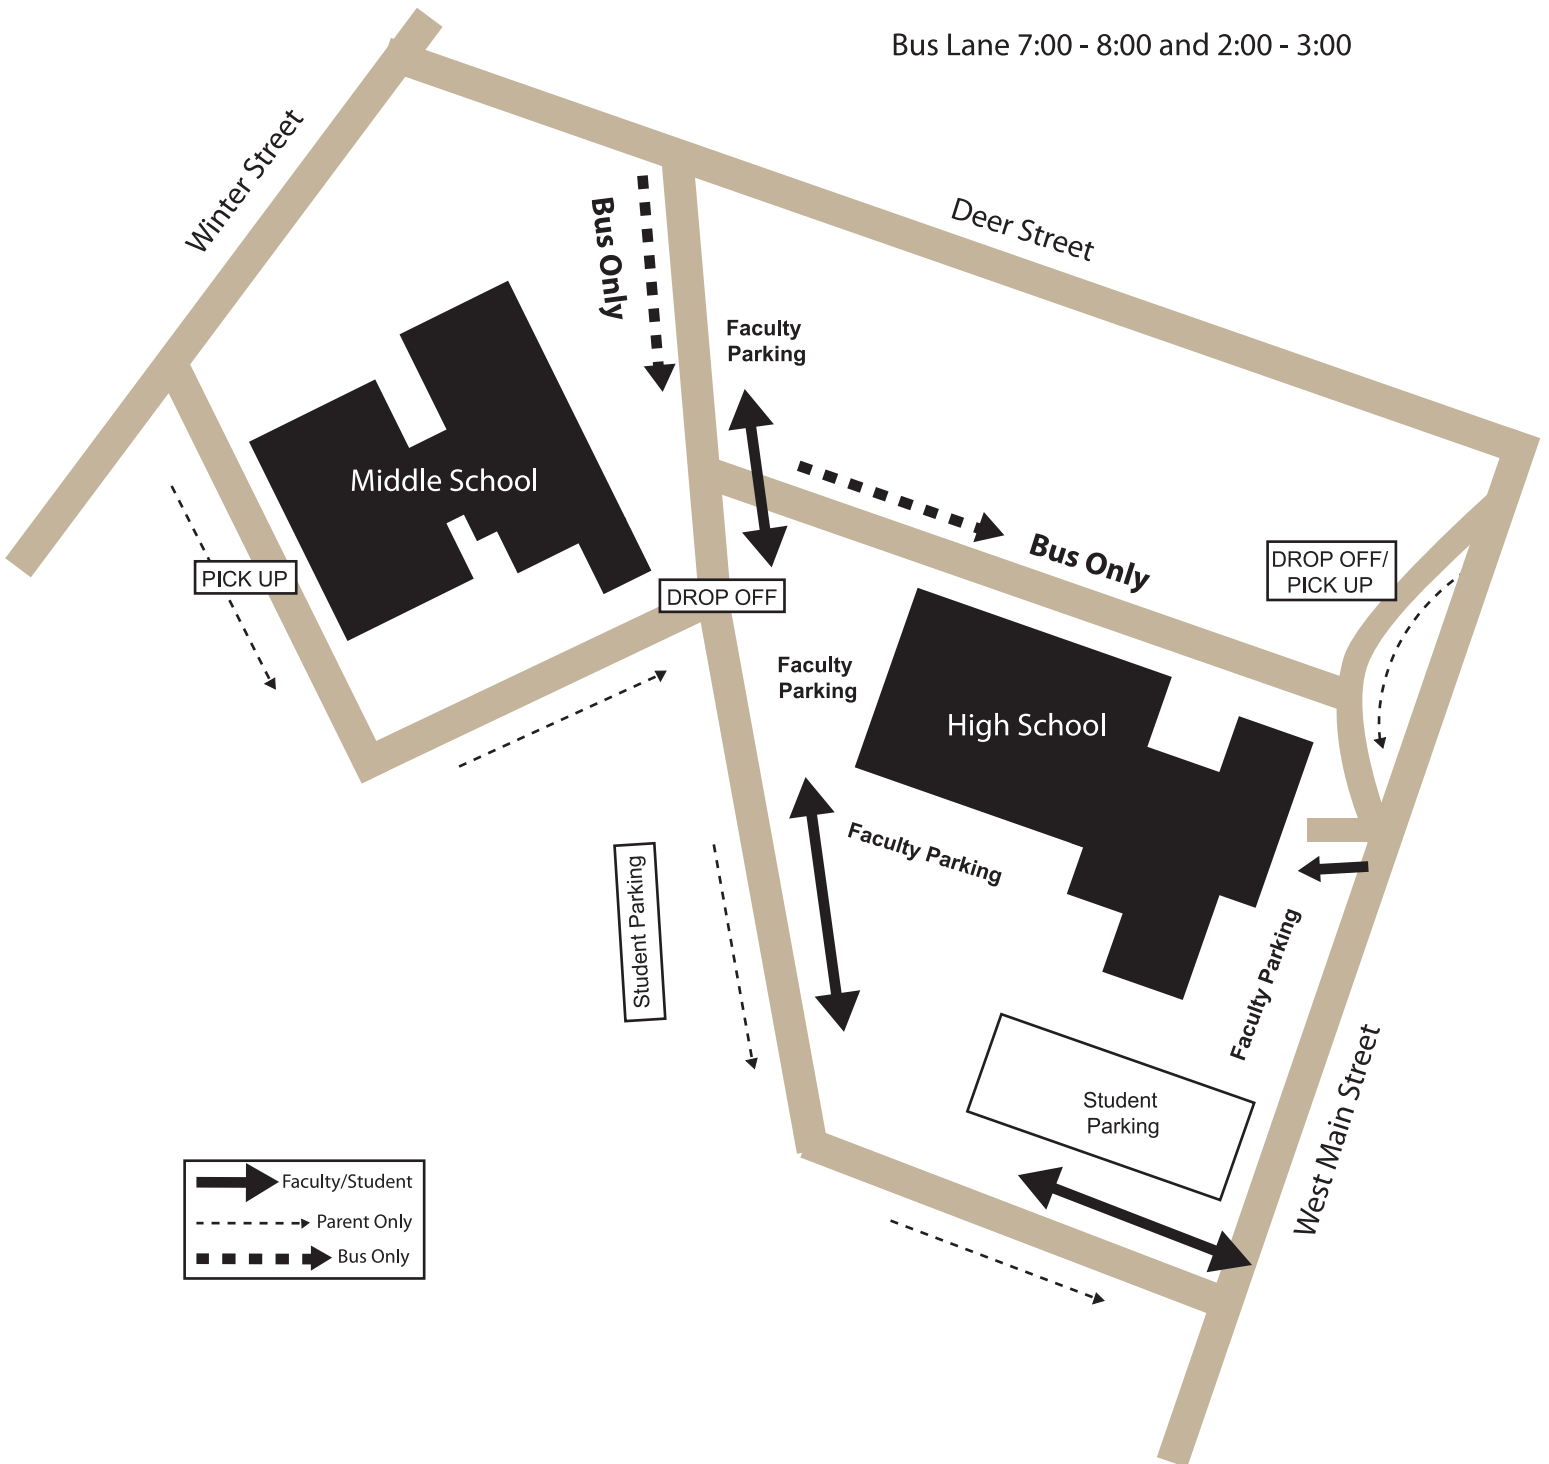 Bus Lane 7:00 - 8:00 and 2:00 - 3:00
Winter Street
Deer Street
Bus Only
Faculty
Parking
Middle School
Bus Only
DROP OFF/
PICK UP
PICK UP
DROP OFF
Faculty
Parking
High School
Faculty Parking
Student Parking
Faculty Parking
Student
Parking
West Main Street
Faculty/Student
Parent Only
Bus Only